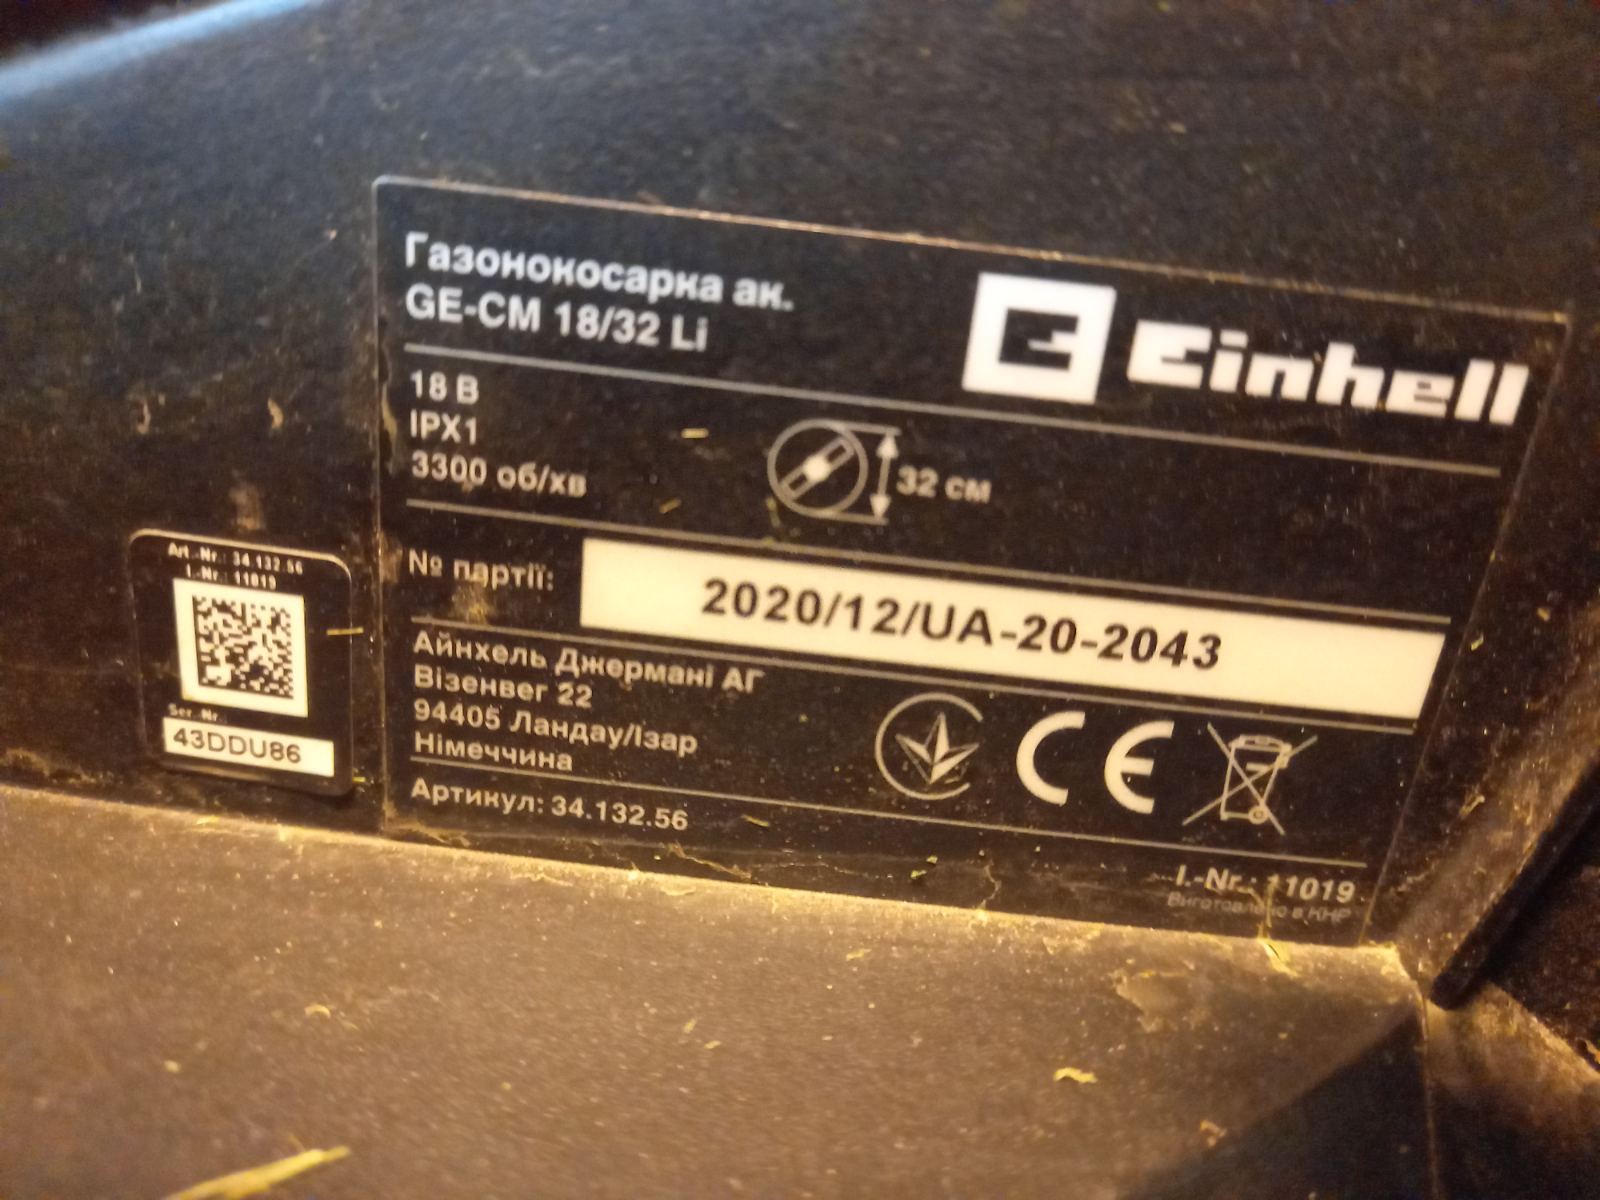 Газонокосарка ак.
GE-CM 18/32 Li
Einhell
18 В
IPX1
3300 об/хв
32 см
№ партії:
2020/12/UA-20-2043
Айнхель Джермані АГ
Візенвег 22
94405 Ландау/Ізар
Німеччина
CE
Артикул: 34.132.56
I.-Nr.: 11019
Виготовлено в КНР
Art.-Nr.: 34.132.56
I.-Nr.: 11019
Ser.-Nr.:
43DDU86